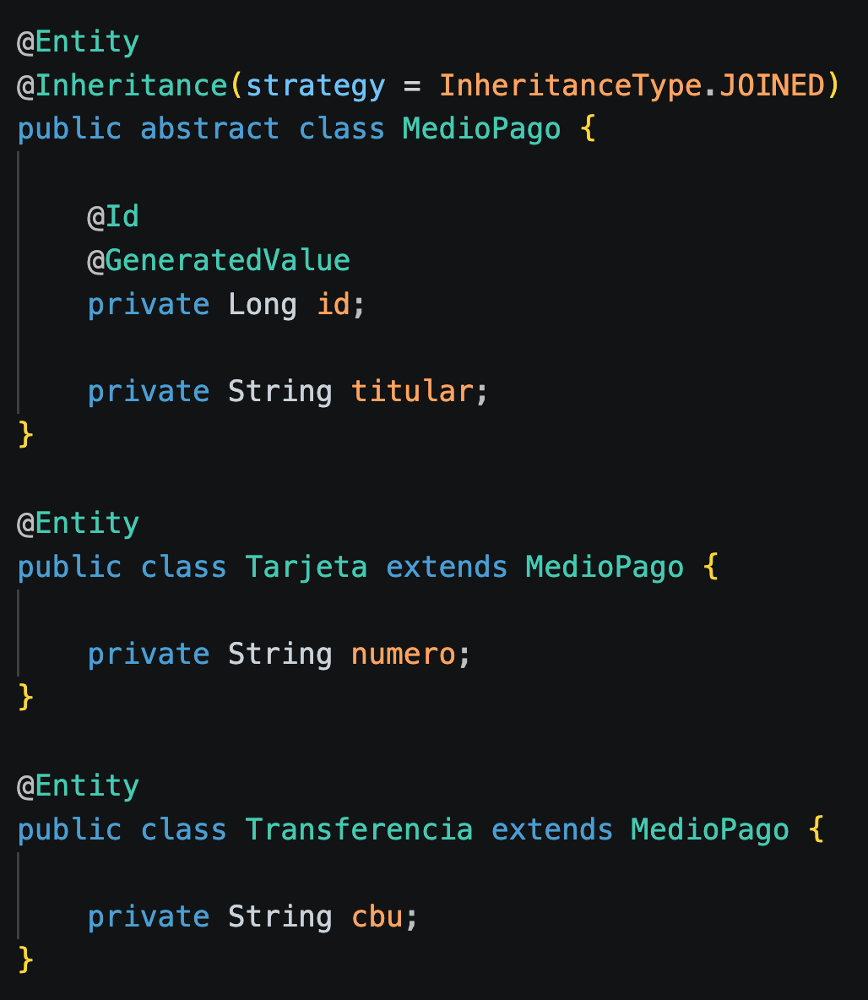 @Entity
@Inheritance(strategy = InheritanceType.JOINED)
public abstract class MedioPago {
@Id
@GeneratedValue
private Long id;
private String titular;
}
@Entity
public class Tarjeta extends MedioPago {
private String numero;
}
@Entity
public class Transferencia extends MedioPago {
private String cbu;
}